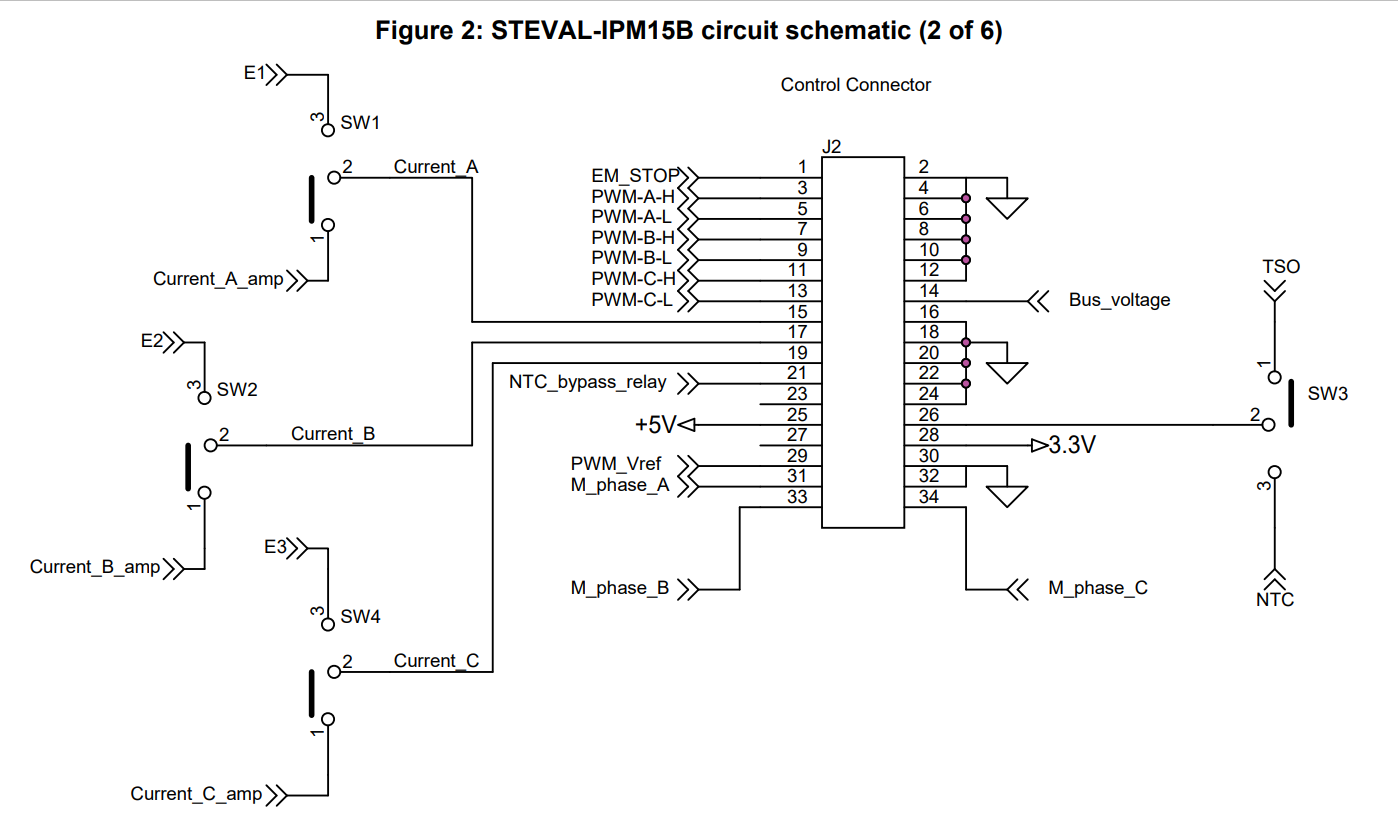 Figure 2: STEVAL-IPM15B circuit schematic (2 of 6)
E1
Control Connector
3
SW1
J2
2
Current_A
1
Current_A_amp
EM_STOP
1
2
PWM-A-H
3
4
PWM-A-L
5
6
PWM-B-H
7
8
PWM-B-L
9
10
PWM-C-H
11
12
PWM-C-L
13
14
Bus_voltage
15
16
17
18
19
20
NTC_bypass_relay
21
22
23
24
+5V
25
26
27
28
3.3V
PWM_Vref
29
30
M_phase_A
31
32
33
34
M_phase_B
M_phase_C
TSO
1
SW3
2
3
NTC
E2
3
SW2
2
Current_B
1
Current_B_amp
E3
3
SW4
2
Current_C
1
Current_C_amp